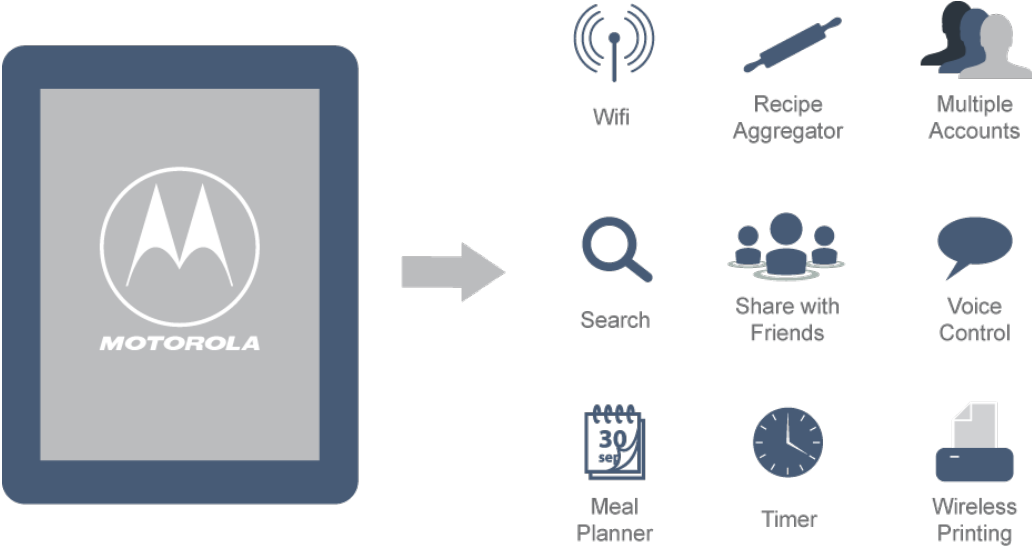 MOTOROLA
Wifi
Recipe
Aggregator
Multiple
Accounts
Search
Share with
Friends
Voice
Control
30
sep
Meal
Planner
Timer
Wireless
Printing